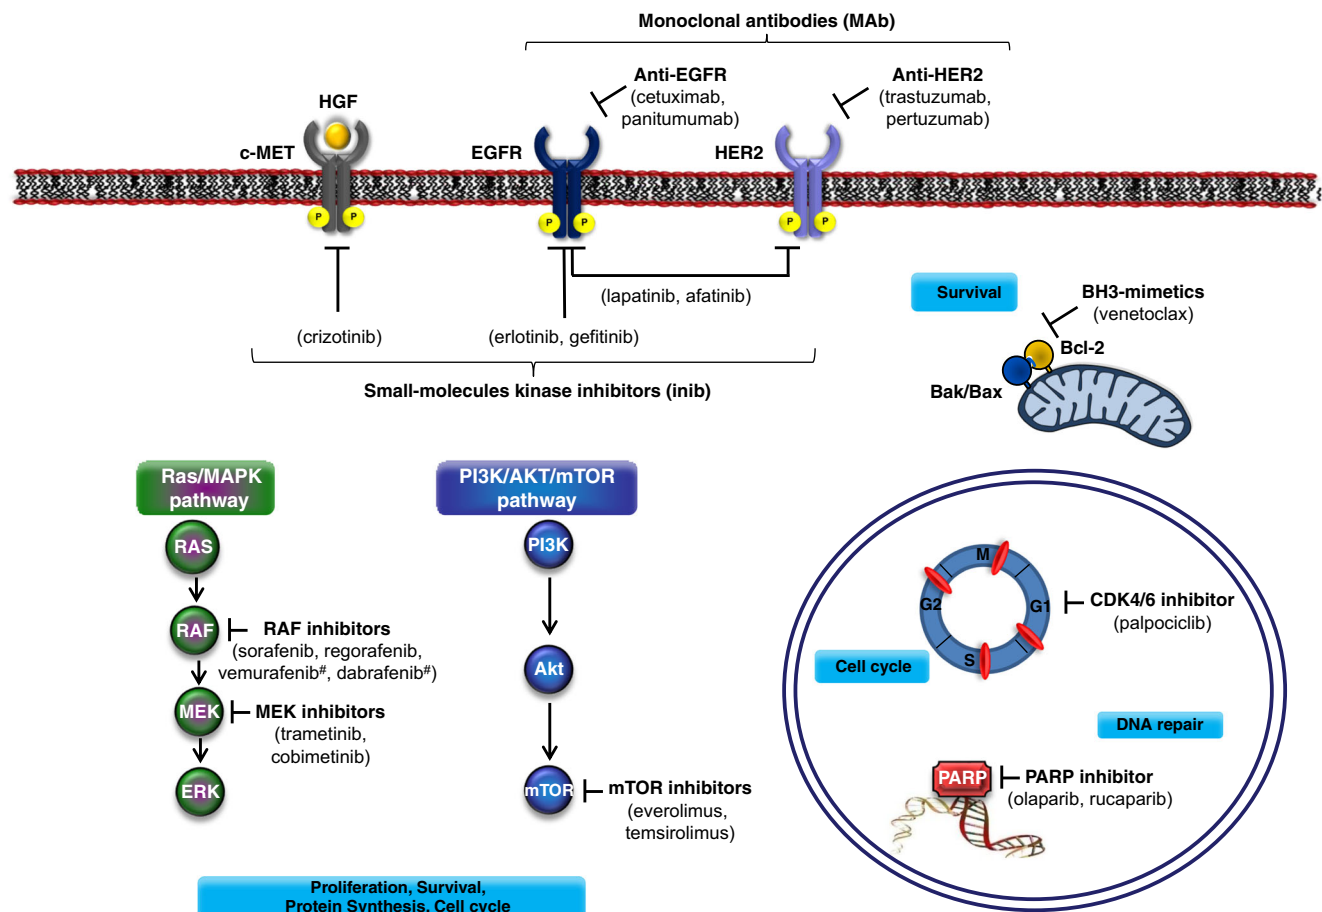 Monoclonal antibodies (MAb)
Anti-EGFR
(cetuximab,
panitumumab)
Anti-HER2
(trastuzumab,
pertuzumab)
HGF
c-MET
EGFR
HER2
P
P
P
P
P
P
(lapatinib, afatinib)
(crizotinib)
(erlotinib, gefitinib)
Small-molecules kinase inhibitors (inib)
Survival
BH3-mimetics
(venetoclax)
Bcl-2
Bak/Bax
Ras/MAPK
pathway
RAS
RAF
RAF inhibitors
(sorafenib, regorafenib,
vemurafenib#, dabrafenib#)
MEK
MEK inhibitors
(trametinib,
cobimetinib)
ERK
PI3K/AKT/mTOR
pathway
PI3K
Akt
mTOR
mTOR inhibitors
(everolimus,
temsirolimus)
M
G2
G1
S
CDK4/6 inhibitor
(palpociclib)
Cell cycle
DNA repair
PARP
PARP inhibitor
(olaparib, rucaparib)
Proliferation, Survival,
Protein Synthesis, Cell cycle